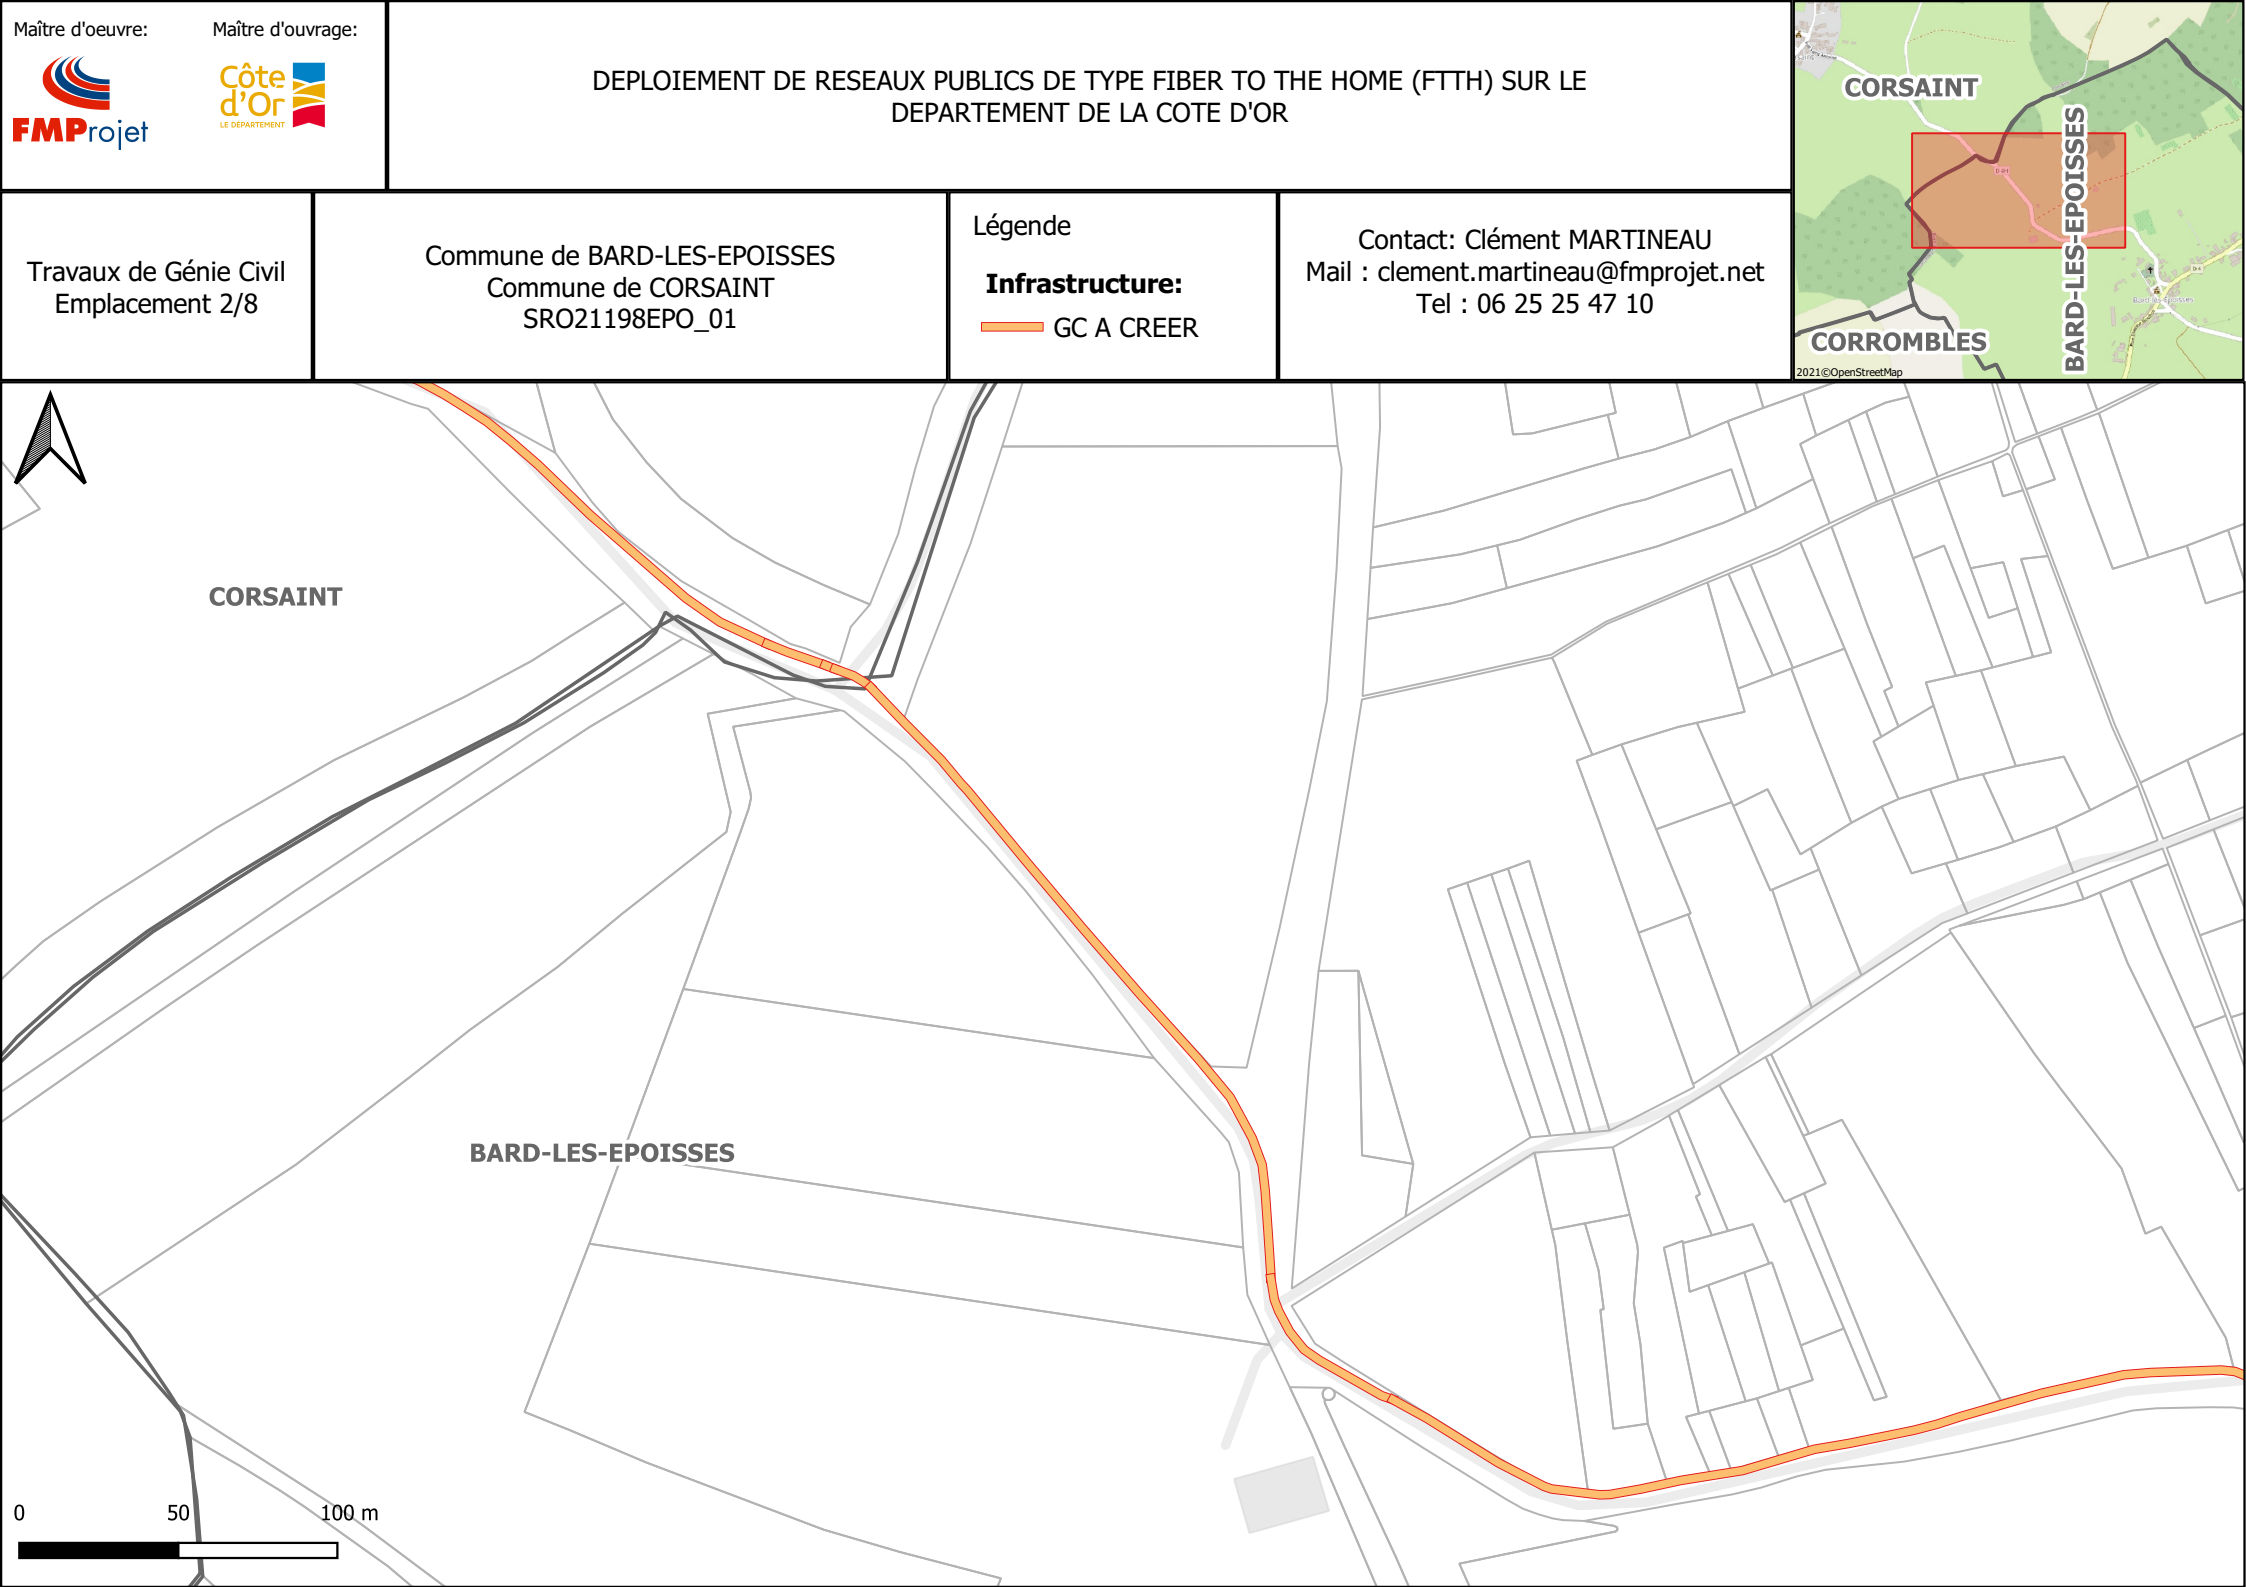 Maître d'oeuvre:
Maître d'ouvrage:
FMProjet
Côte
d'Or
LE DÉPARTEMENT
DEPLOIEMENT DE RESEAUX PUBLICS DE TYPE FIBER TO THE HOME (FTTH) SUR LE
DEPARTEMENT DE LA COTE D'OR
Travaux de Génie Civil
Emplacement 2/8
Commune de BARD-LES-EPOISSES
Commune de CORSAINT
SRO21198EPO_01
Légende
Infrastructure:
GC A CREER
Contact: Clément MARTINEAU
Mail : clement.martineau@fmprojet.net
Tel : 06 25 25 47 10
CORSAINT
BARD-LES-EPOISSES
CORROMBLES
Bard-lès-Époisses
2021©OpenStreetMap
CORSAINT
BARD-LES-EPOISSES
0 50 100 m